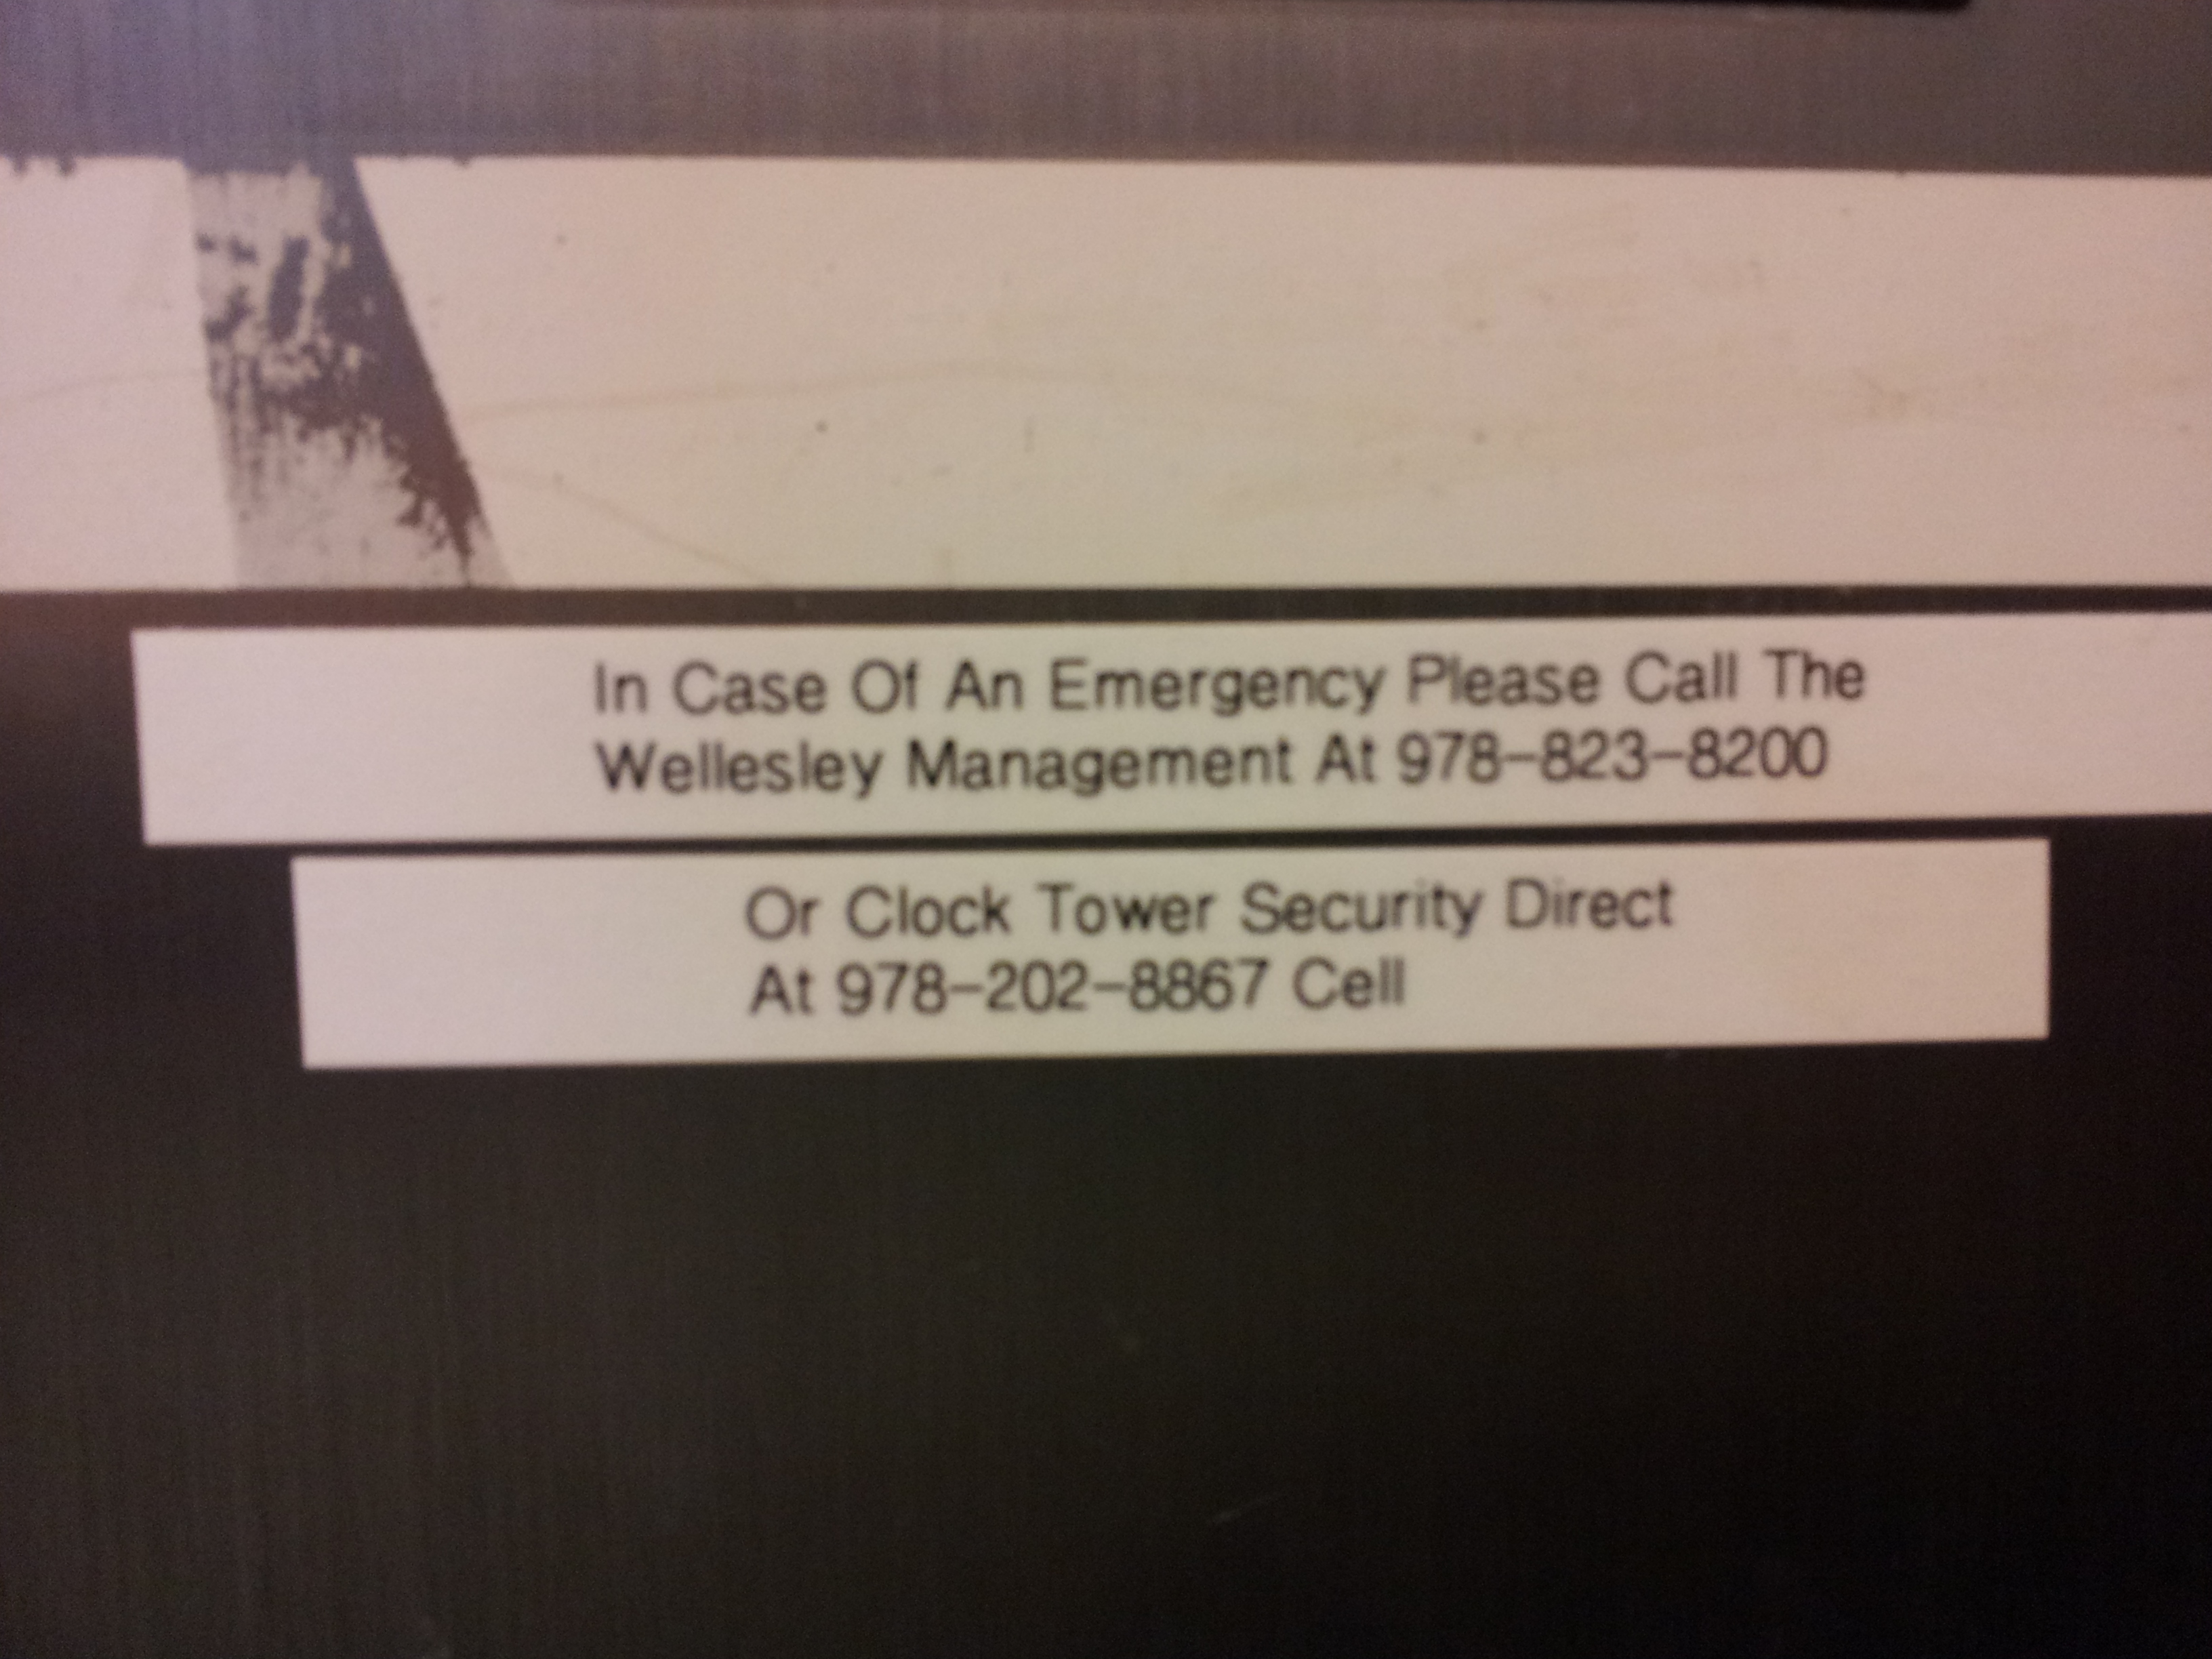 In Case Of An Emergency Please Call The
Wellesley Management At 978-823-8200
Or Clock Tower Security Direct
At 978-202-8867 Cell